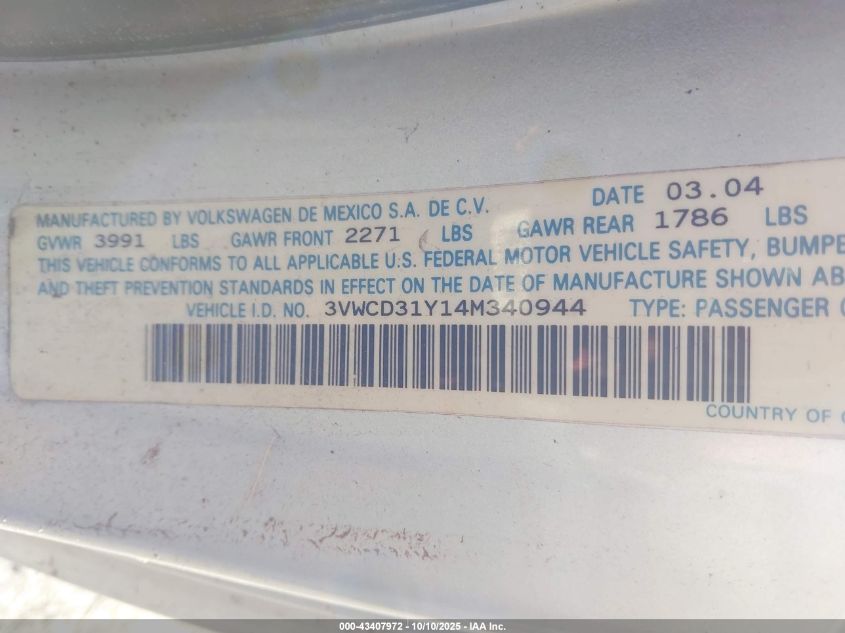 MANUFACTURED BY VOLKSWAGEN DE MEXICO S.A. DE C.V. DATE 03.04
GVWR 3991 LBS GAWR FRONT 2271 LBS GAWR REAR 1786 LBS
THIS VEHICLE CONFORMS TO ALL APPLICABLE U.S. FEDERAL MOTOR VEHICLE SAFETY, BUMPE
AND THEFT PREVENTION STANDARDS IN EFFECT ON THE DATE OF MANUFACTURE SHOWN AB
VEHICLE I.D. NO. 3VWCD31Y14M340944 TYPE: PASSENGER C
COUNTRY OF
000-43407972 - 10/10/2025 - IAA Inc.